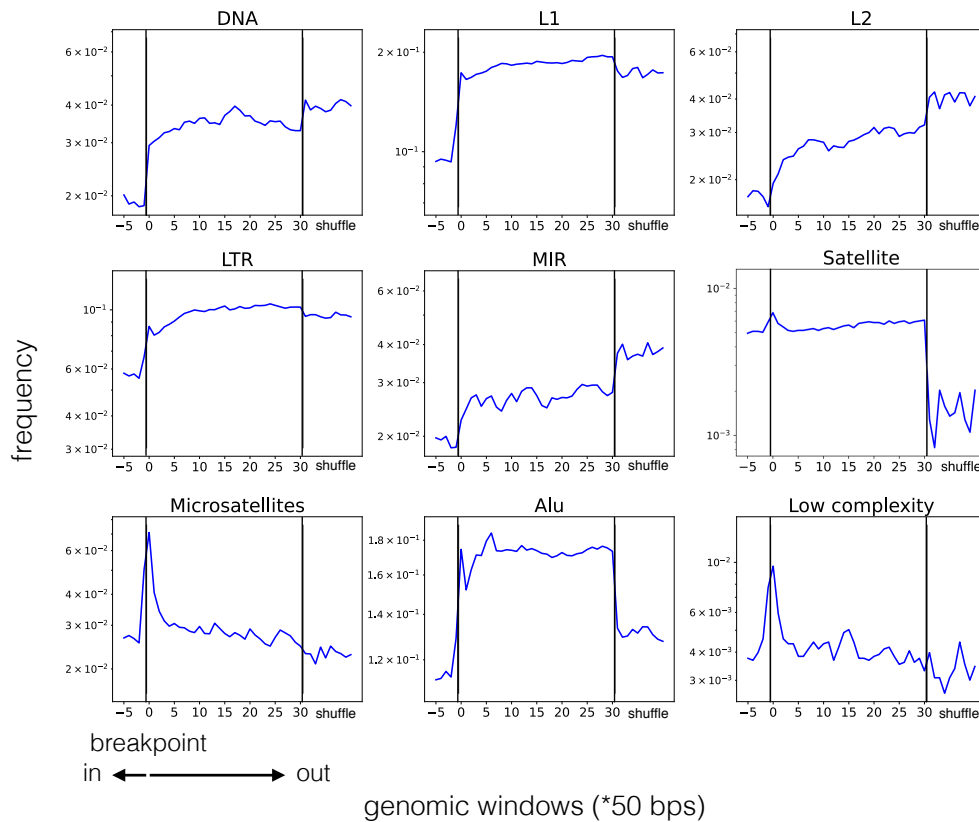 DNA
L1
L2
6 × 10⁻²
4 × 10⁻²
3 × 10⁻²
2 × 10⁻²
−5 0 5 10 15 20 25 30 shuffle
2 × 10⁻¹
10⁻¹
−5 0 5 10 15 20 25 30 shuffle
6 × 10⁻²
4 × 10⁻²
3 × 10⁻²
2 × 10⁻²
−5 0 5 10 15 20 25 30 shuffle
frequency
LTR
MIR
Satellite
10⁻¹
6 × 10⁻²
4 × 10⁻²
3 × 10⁻²
−5 0 5 10 15 20 25 30 shuffle
6 × 10⁻²
4 × 10⁻²
3 × 10⁻²
2 × 10⁻²
−5 0 5 10 15 20 25 30 shuffle
10⁻²
10⁻³
−5 0 5 10 15 20 25 30 shuffle
Microsatellites
Alu
Low complexity
6 × 10⁻²
4 × 10⁻²
3 × 10⁻²
2 × 10⁻²
−5 0 5 10 15 20 25 30 shuffle
1.8 × 10⁻¹
1.6 × 10⁻¹
1.4 × 10⁻¹
1.2 × 10⁻¹
−5 0 5 10 15 20 25 30 shuffle
10⁻²
6 × 10⁻³
4 × 10⁻³
3 × 10⁻³
−5 0 5 10 15 20 25 30 shuffle
breakpoint
in out
genomic windows (*50 bps)